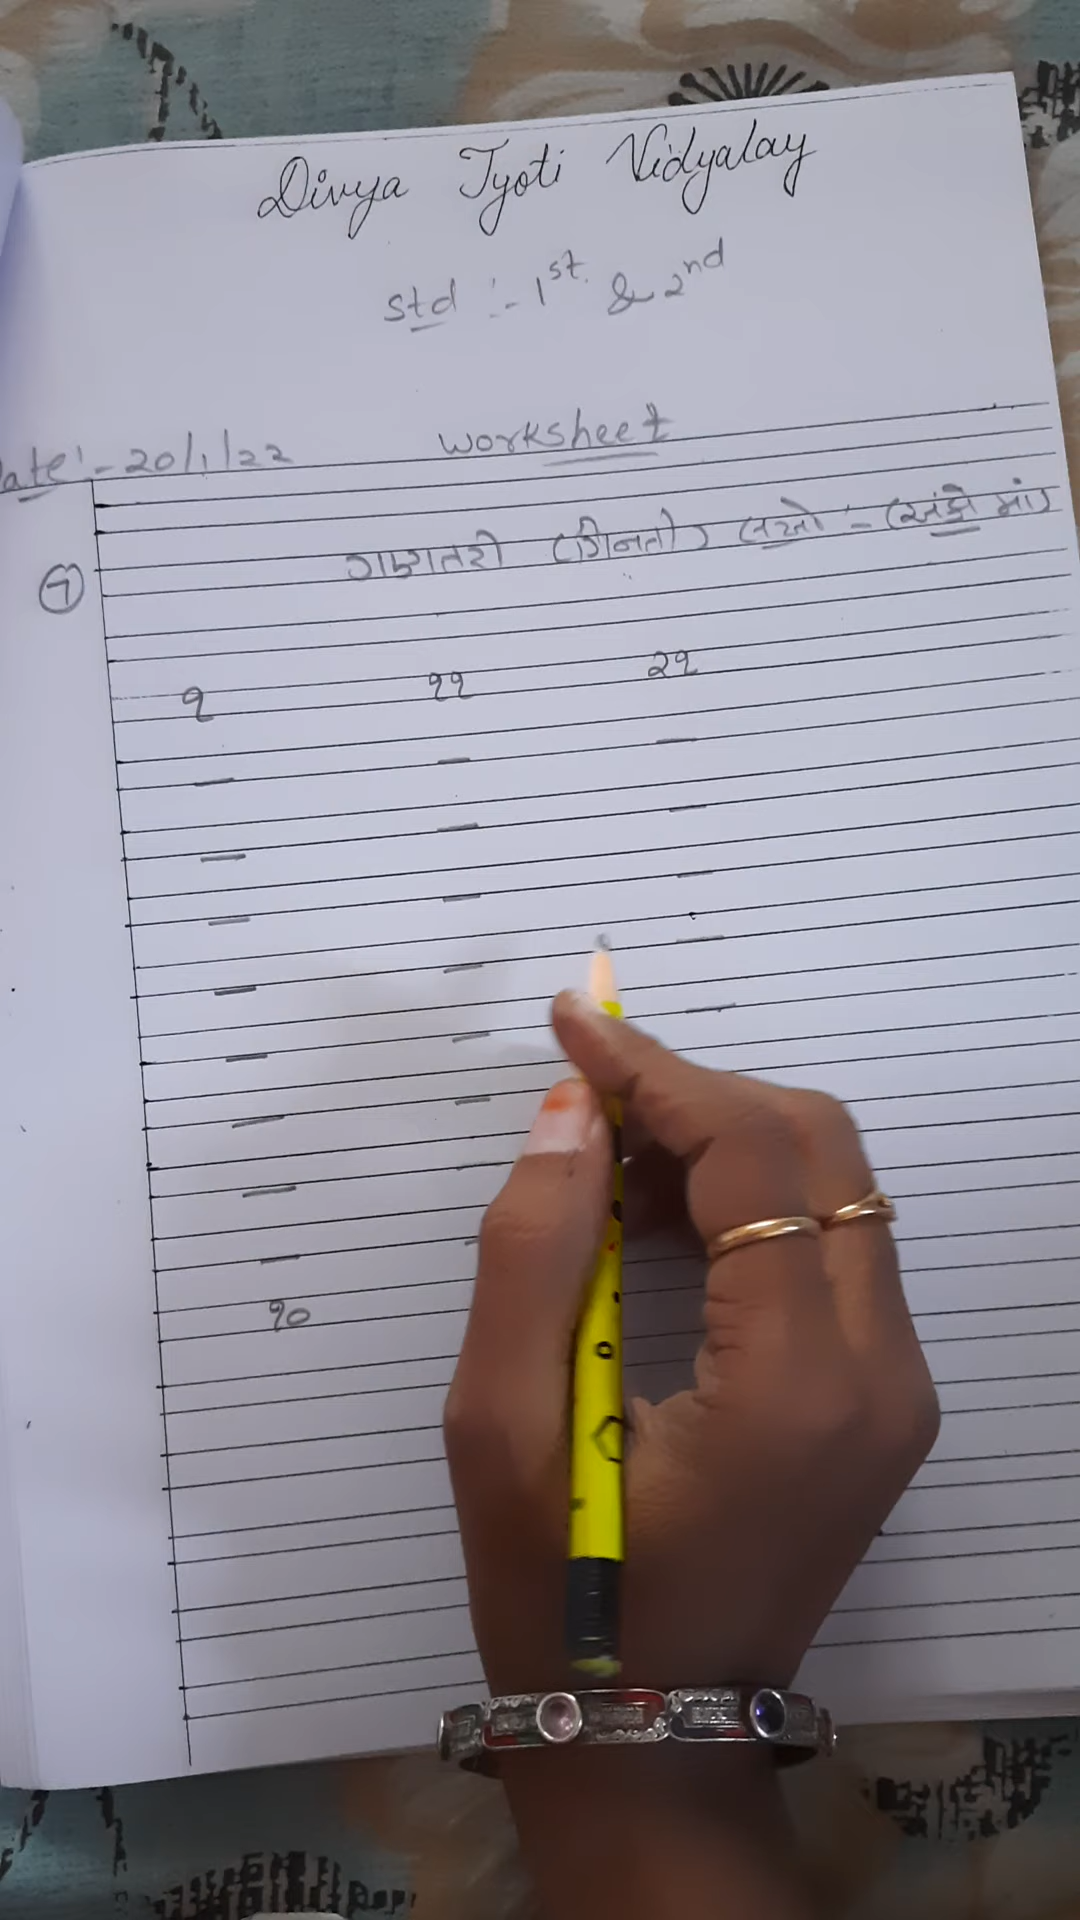 Divya Jyoti Vidyalay
Std :- 1st & 2nd
Date :- 20/1/22 Worksheet
૧ ગણતરી (ગિનતી) લખો :- (અંકો માં)
૧ ૧૧ ૨૧
૧૦